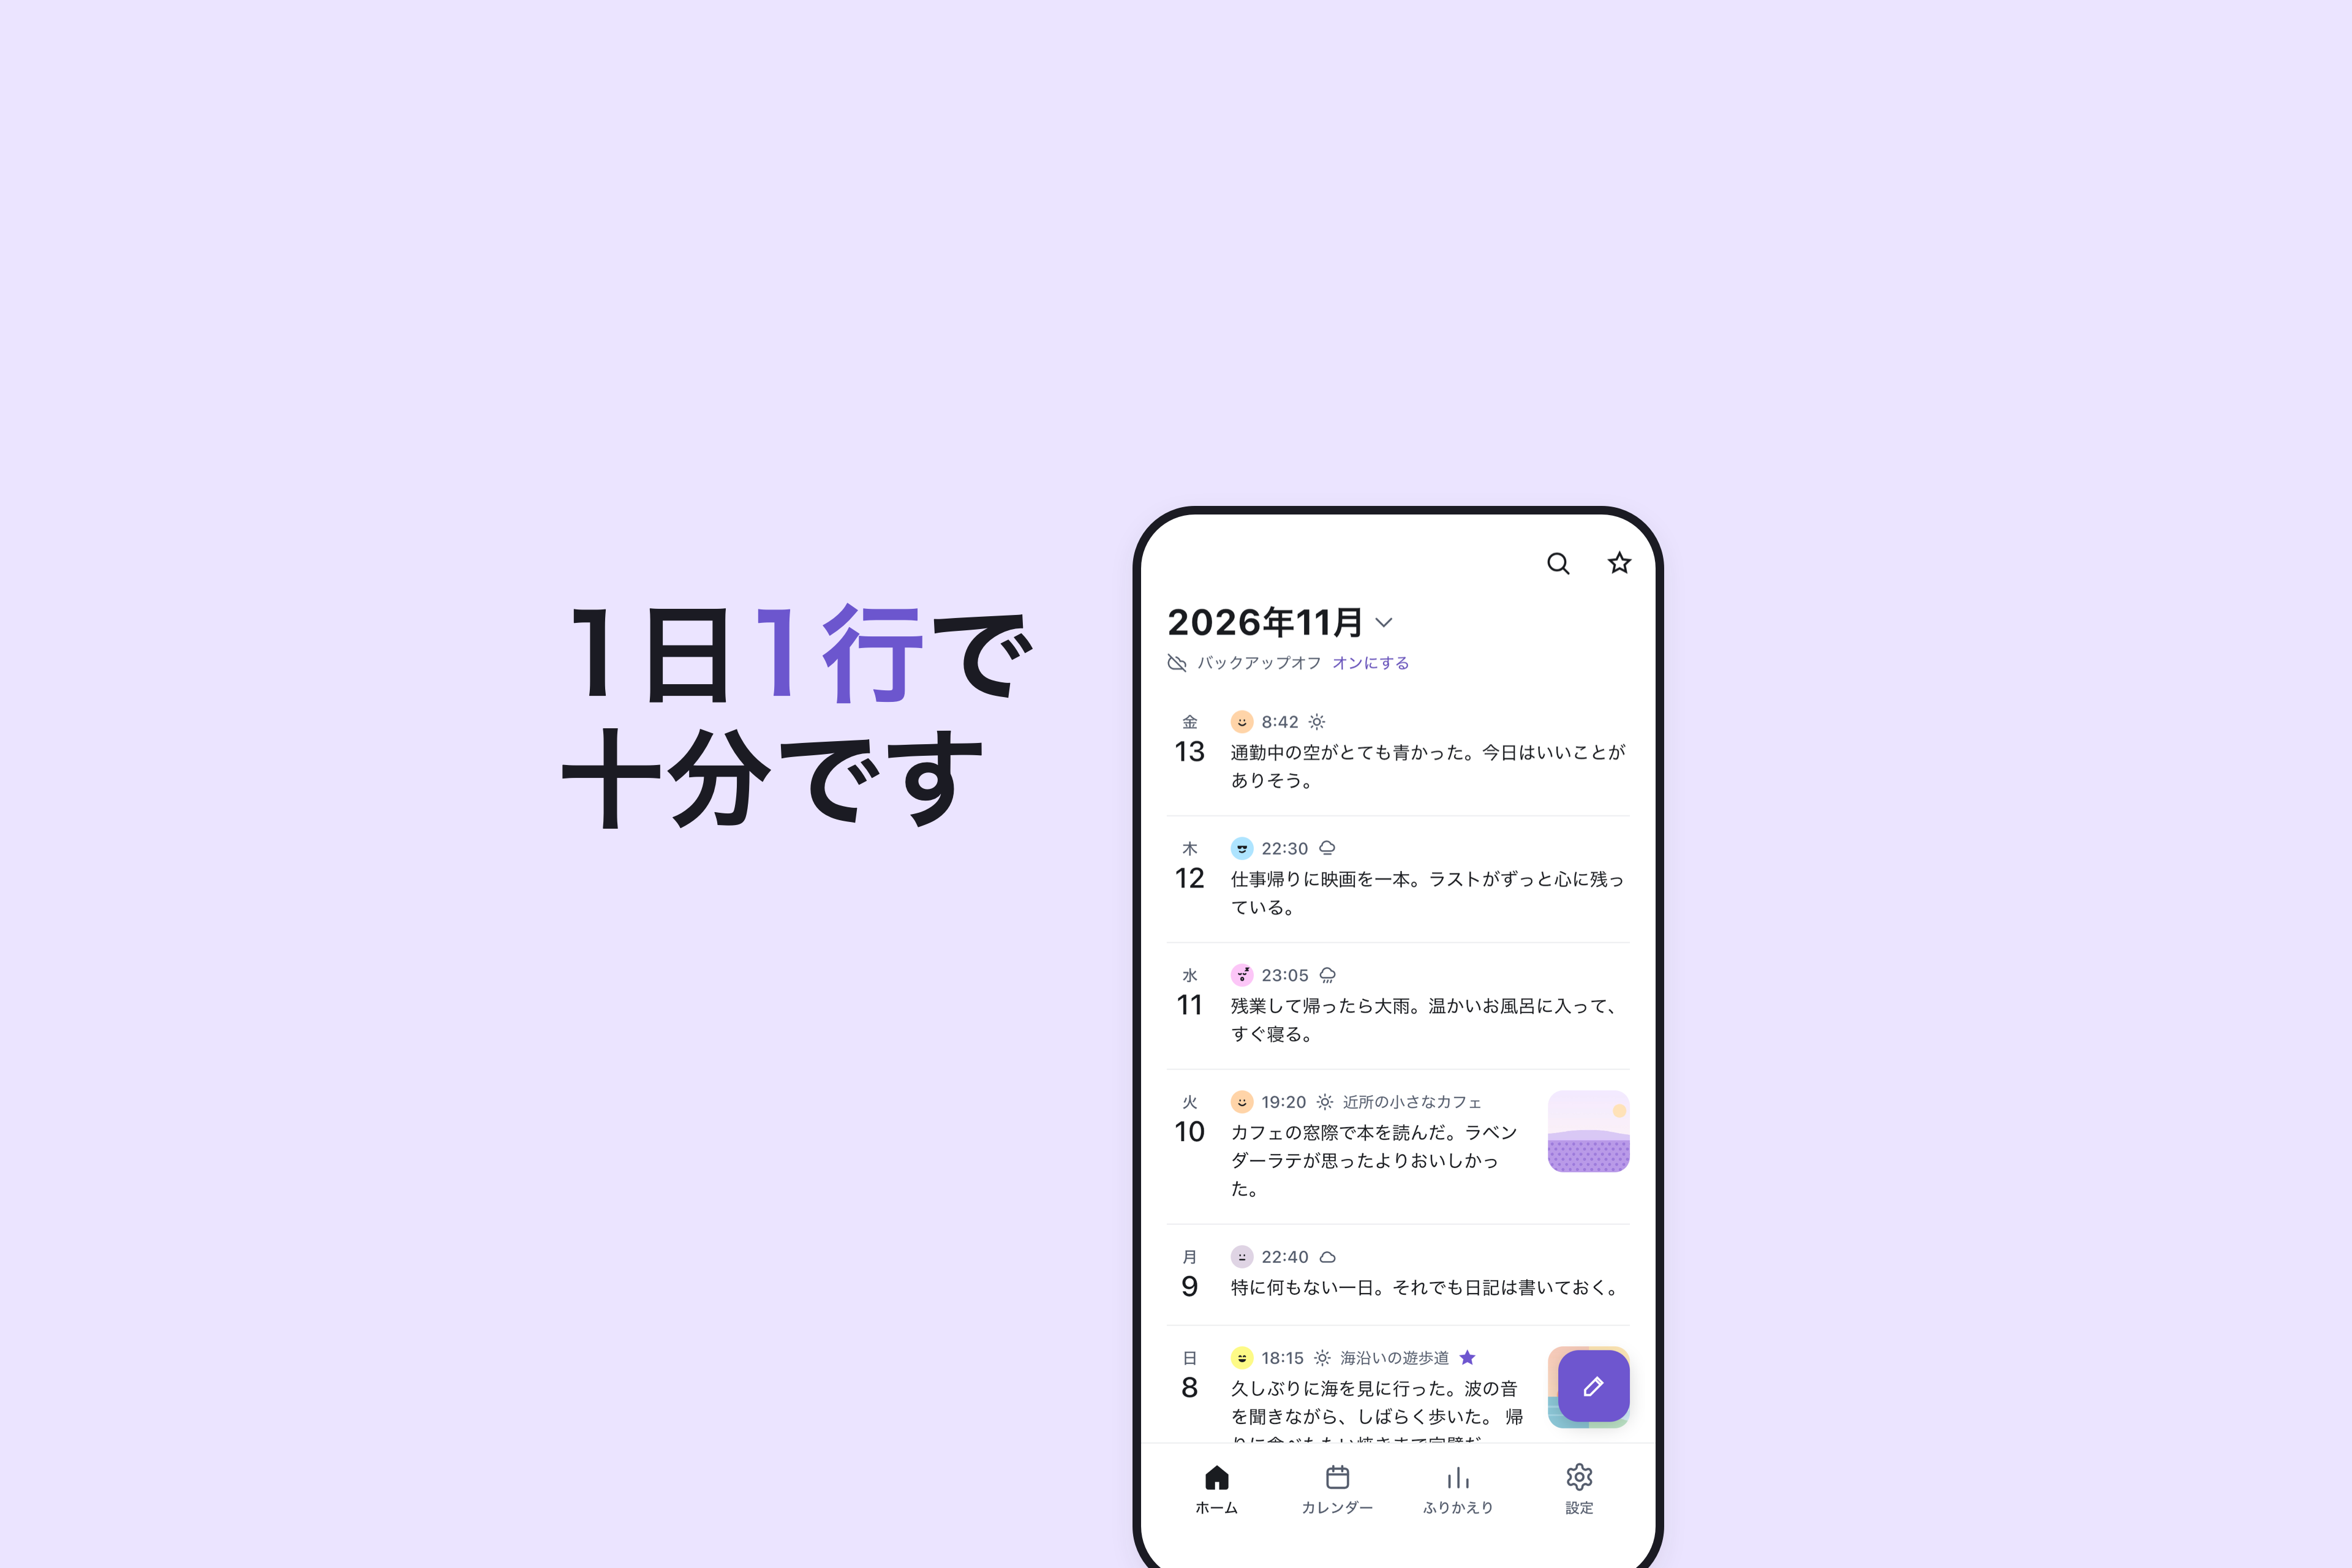 1日1行で
十分です
2026年11月
バックアップオフ オンにする
金
13
8:42
通勤中の空がとても青かった。今日はいいことが
ありそう。
木
12
22:30
仕事帰りに映画を一本。ラストがずっと心に残っ
ている。
水
11
23:05
残業して帰ったら大雨。温かいお風呂に入って、
すぐ寝る。
火
10
19:20 近所の小さなカフェ
カフェの窓際で本を読んだ。ラベン
ダーラテが思ったよりおいしかっ
た。
月
9
22:40
特に何もない一日。それでも日記は書いておく。
日
8
18:15 海沿いの遊歩道
久しぶりに海を見に行った。波の音
を聞きながら、しばらく歩いた。 帰
ホーム
カレンダー
ふりかえり
設定